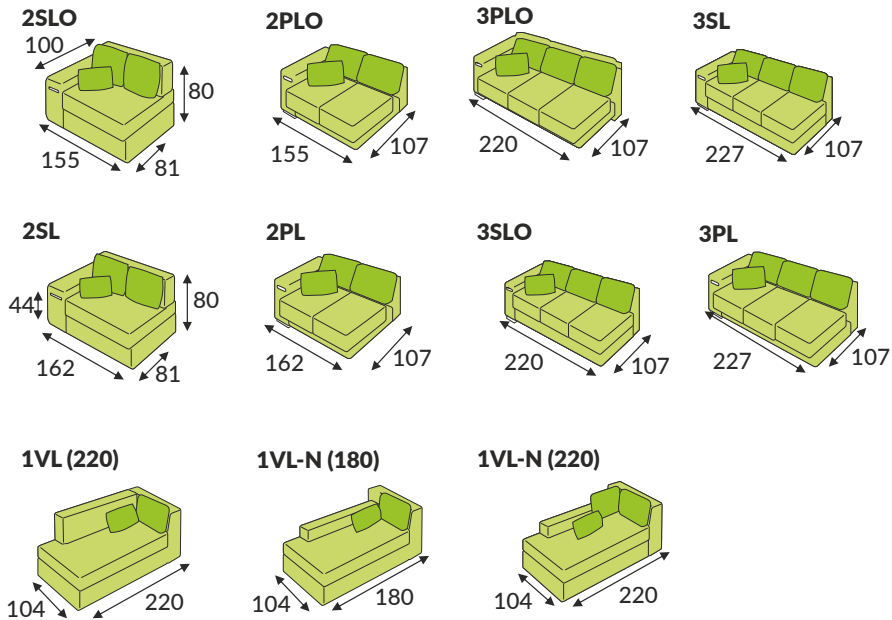 2SLO
100
80
155
81
2PLO
155
107
3PLO
220
107
3SL
227
107
2SL
44
80
162
81
2PL
162
107
3SLO
220
107
3PL
227
107
1VL (220)
104
220
1VL-N (180)
104
180
1VL-N (220)
104
220